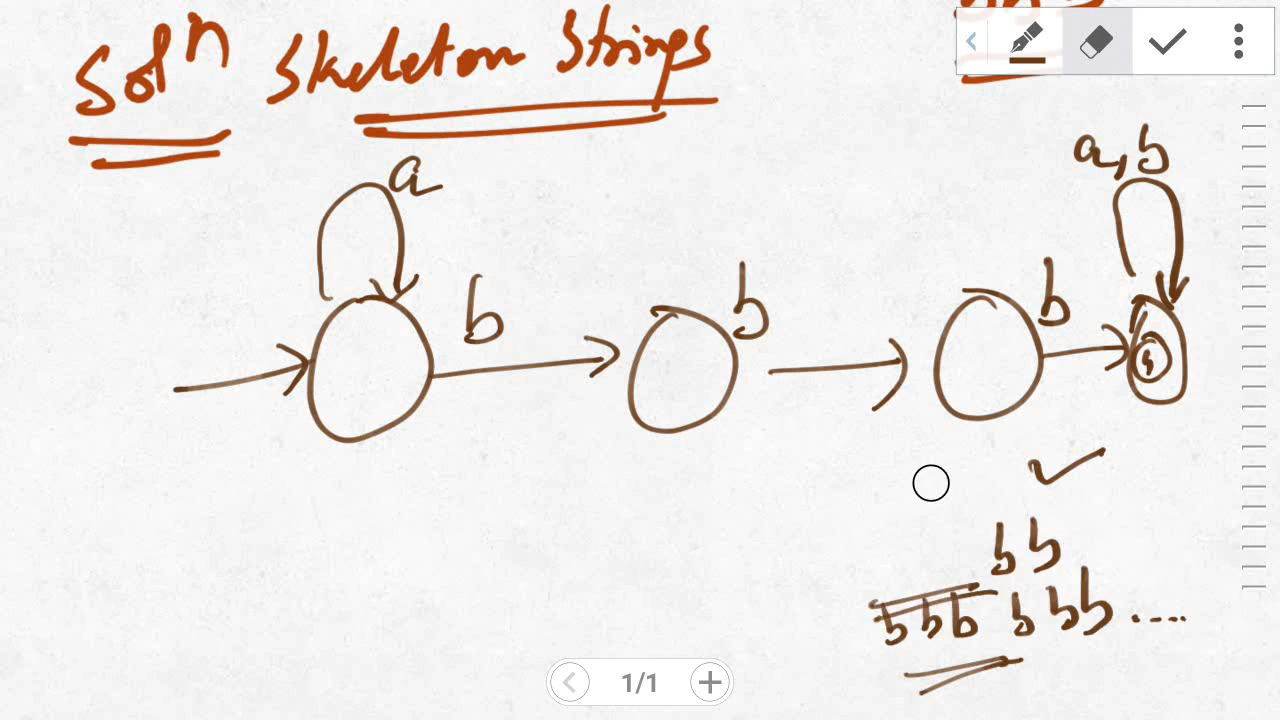 Solⁿ Skeleton Strings
a
a,b
b
b
b
bb
bbb bbb ....
1/1